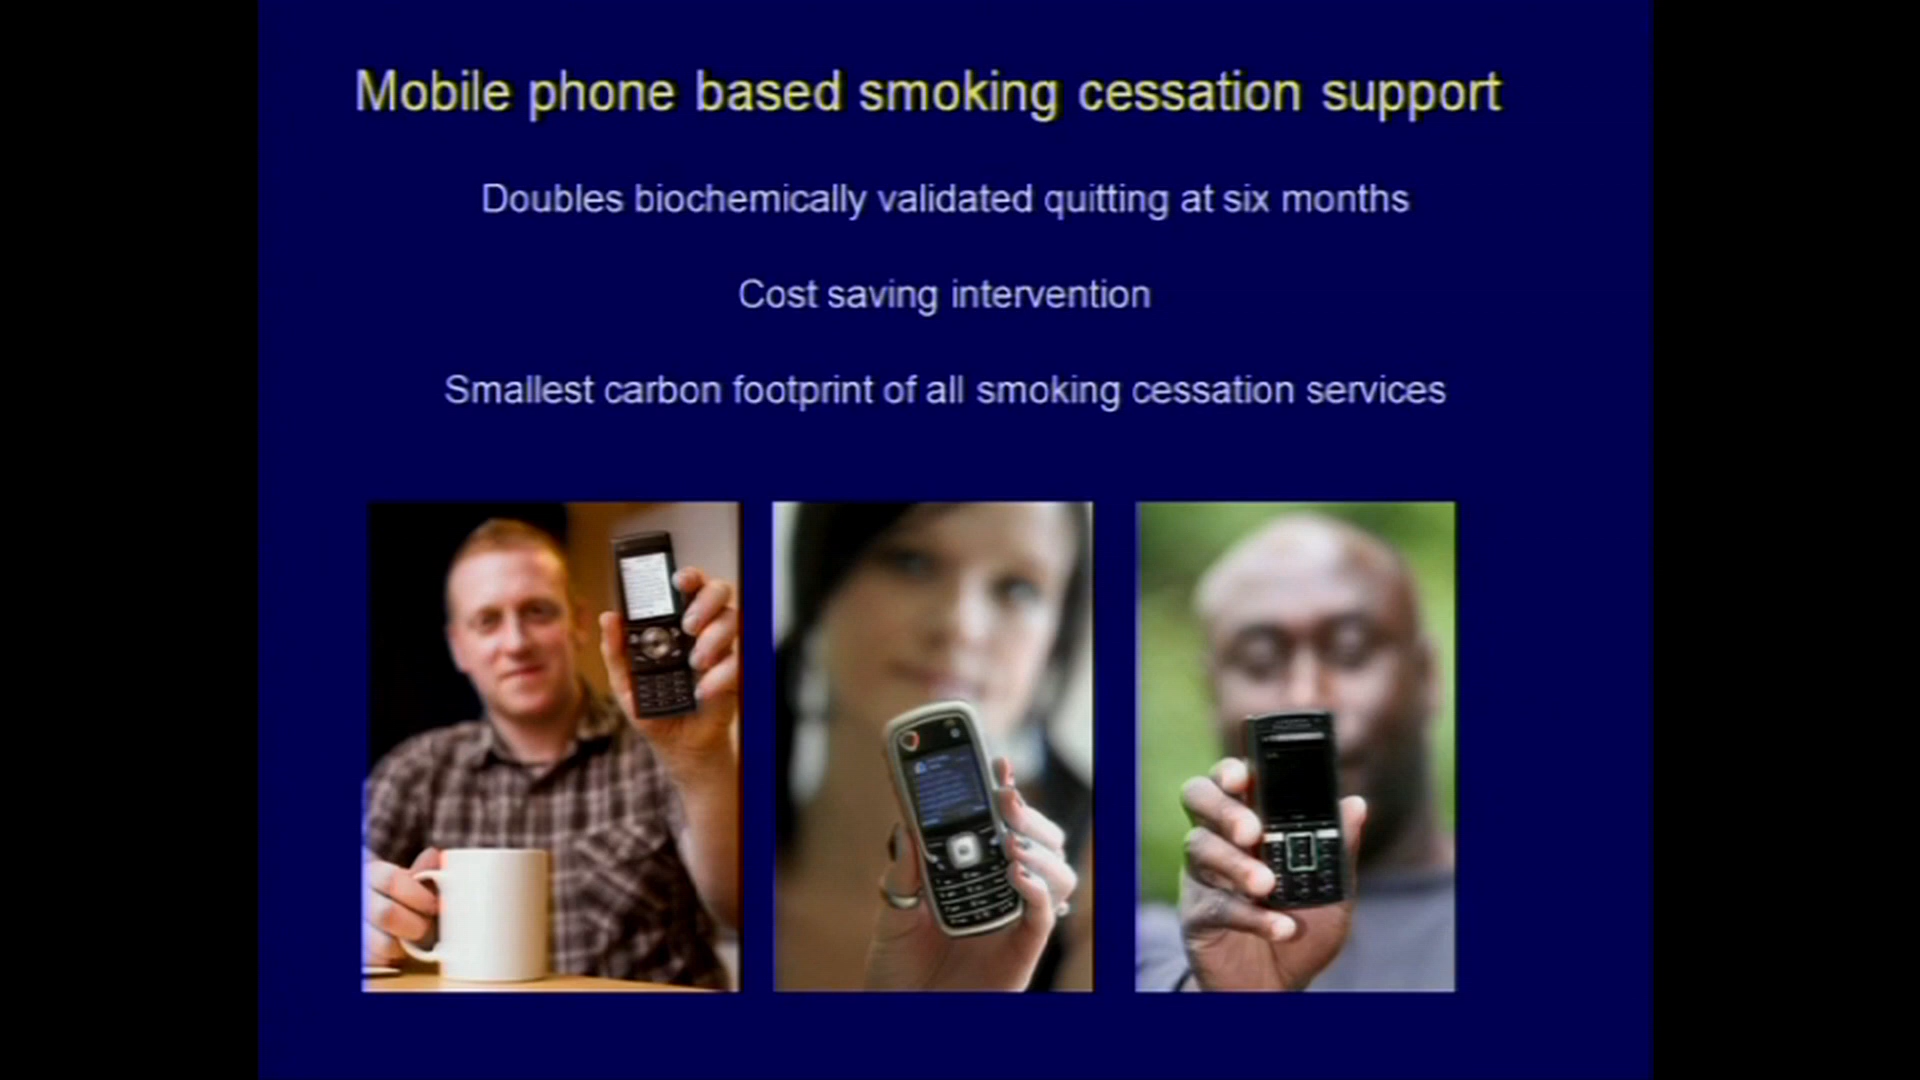 Mobile phone based smoking cessation support
Doubles biochemically validated quitting at six months
Cost saving intervention
Smallest carbon footprint of all smoking cessation services